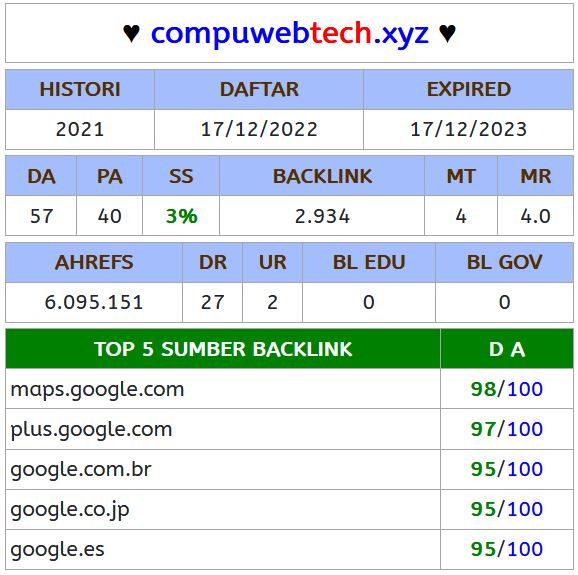 ♥ compuwebtech.xyz ♥
HISTORI DAFTAR EXPIRED
2021 17/12/2022 17/12/2023
DA PA SS BACKLINK MT MR
57 40 3% 2.934 4 4.0
AHREFS DR UR BL EDU BL GOV
6.095.151 27 2 0 0
TOP 5 SUMBER BACKLINK D A
maps.google.com 98/100
plus.google.com 97/100
google.com.br 95/100
google.co.jp 95/100
google.es 95/100